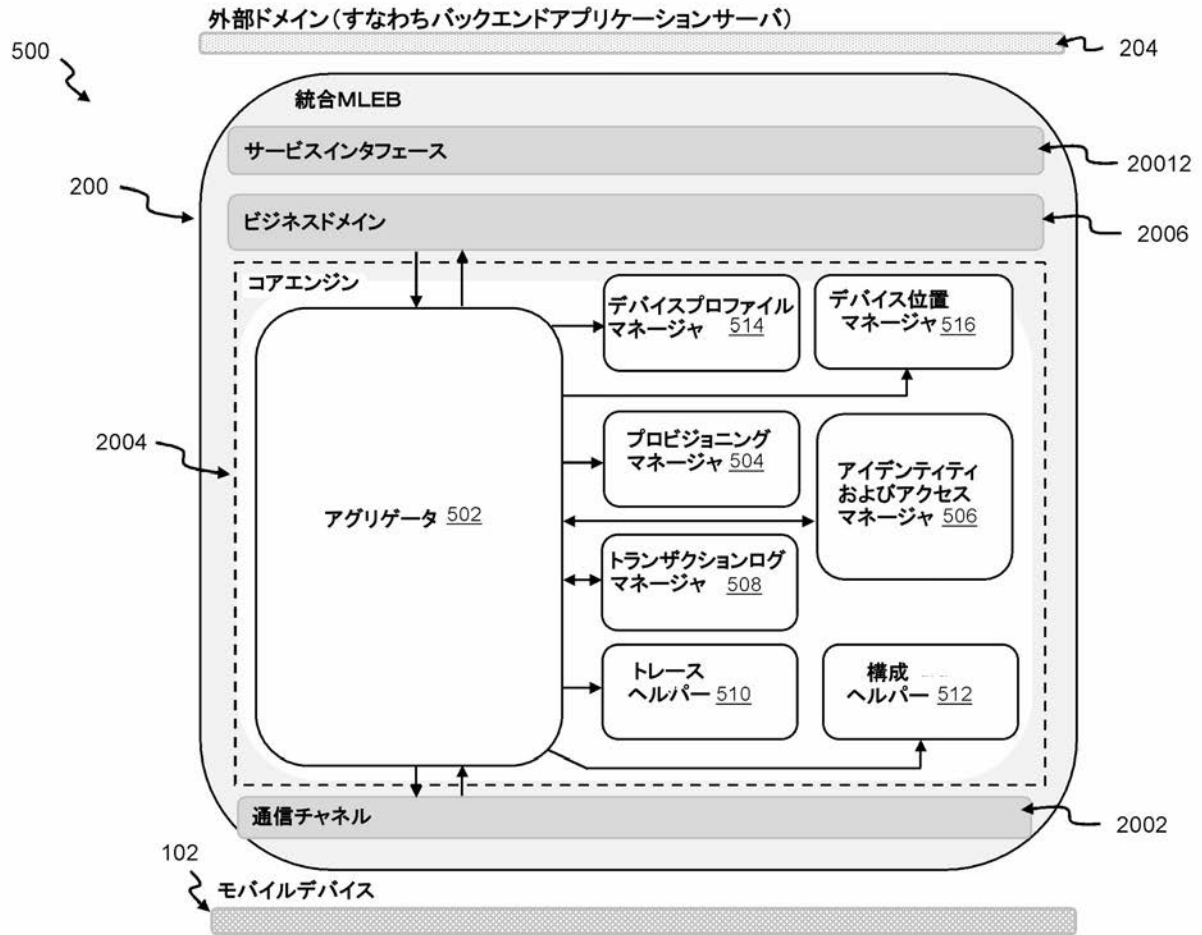 外部ドメイン(すなわちバックエンドアプリケーションサーバ)
204
500
統合MLEB
サービスインタフェース
20012
200
ビジネスドメイン
2006
コアエンジン
デバイスプロファイル
マネージャ 514
デバイス位置
マネージャ 516
2004
プロビジョニング
マネージャ 504
アイデンティティ
およびアクセス
マネージャ 506
アグリゲータ 502
トランザクションログ
マネージャ 508
トレース
ヘルパー 510
構成
ヘルパー 512
通信チャネル
2002
102
モバイルデバイス